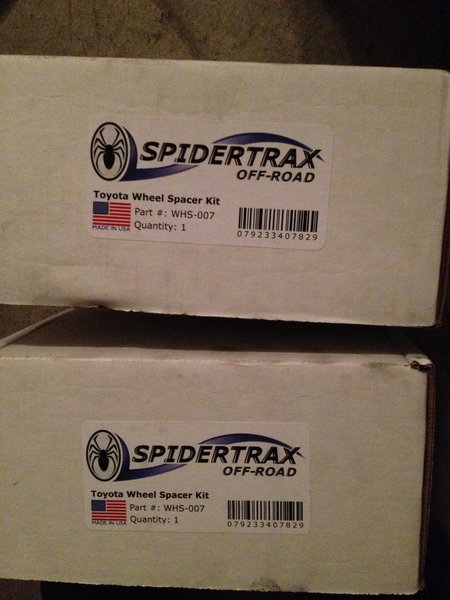 SPIDERTRAX
OFF-ROAD
Toyota Wheel Spacer Kit
Part #: WHS-007
MADE IN USA
Quantity: 1
079233407829
SPIDERTRAX
OFF-ROAD
Toyota Wheel Spacer Kit
Part #: WHS-007
MADE IN USA
Quantity: 1
079233407829